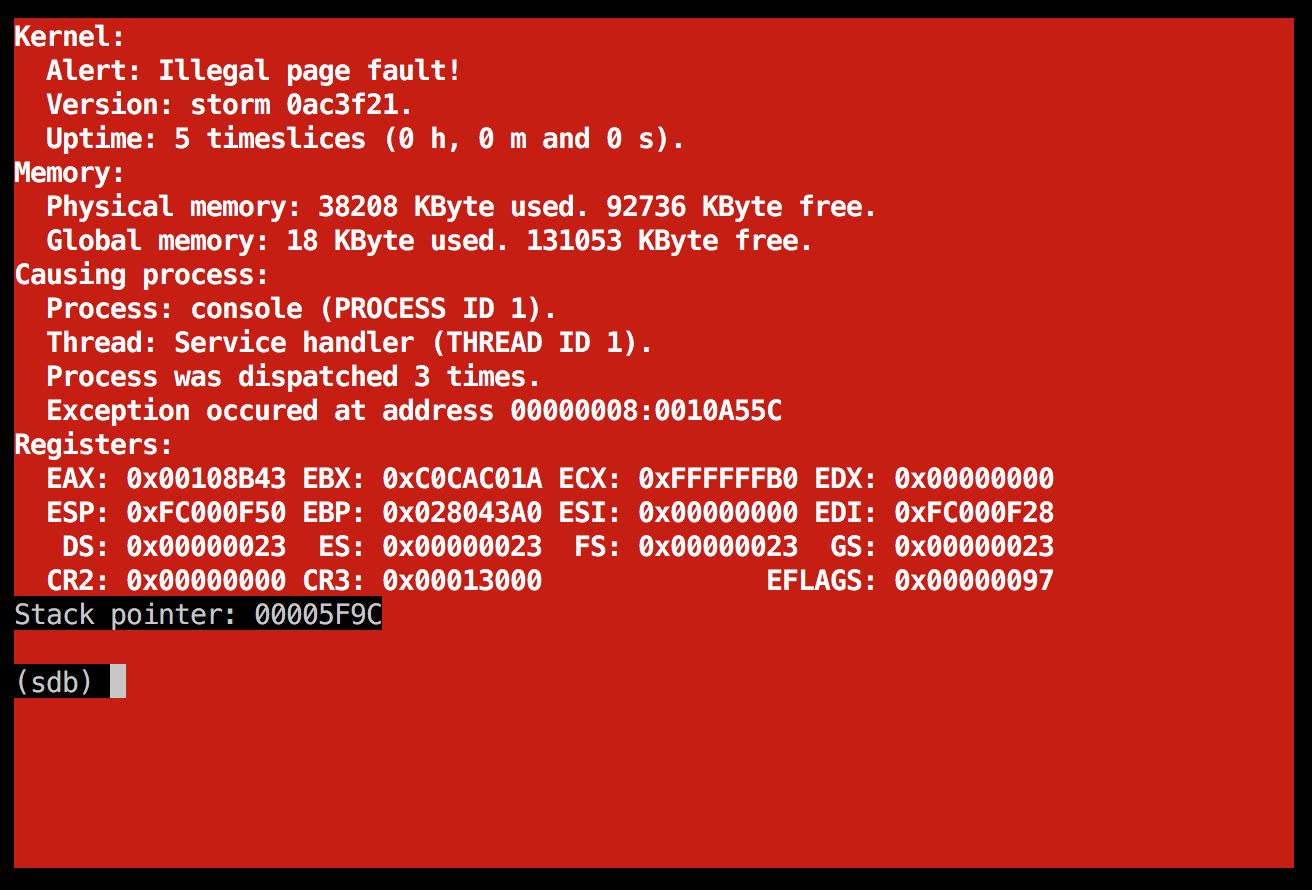 Kernel:
Alert: Illegal page fault!
Version: storm 0ac3f21.
Uptime: 5 timeslices (0 h, 0 m and 0 s).
Memory:
Physical memory: 38208 KByte used. 92736 KByte free.
Global memory: 18 KByte used. 131053 KByte free.
Causing process:
Process: console (PROCESS ID 1).
Thread: Service handler (THREAD ID 1).
Process was dispatched 3 times.
Exception occured at address 00000008:0010A55C
Registers:
EAX: 0x00108B43 EBX: 0xC0CAC01A ECX: 0xFFFFFFB0 EDX: 0x00000000
ESP: 0xFC000F50 EBP: 0x028043A0 ESI: 0x00000000 EDI: 0xFC000F28
DS: 0x00000023 ES: 0x00000023 FS: 0x00000023 GS: 0x00000023
CR2: 0x00000000 CR3: 0x00013000 EFLAGS: 0x00000097
Stack pointer: 00005F9C
(sdb)